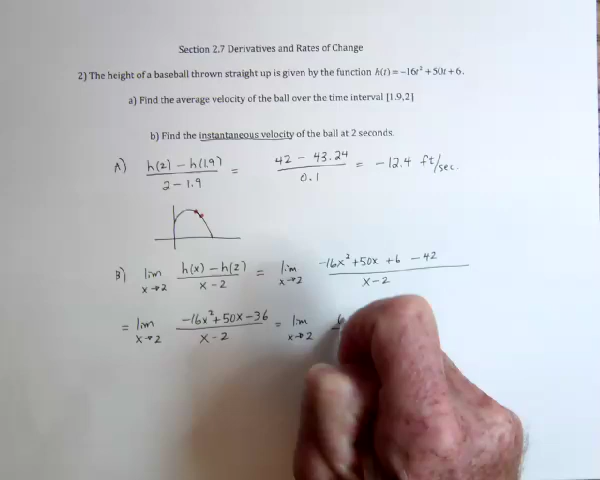 Section 2.7 Derivatives and Rates of Change
2) The height of a baseball thrown straight up is given by the function h(t) = −16t² + 50t + 6.
a) Find the average velocity of the ball over the time interval [1.9,2]
b) Find the instantaneous velocity of the ball at 2 seconds.
A) h(2) − h(1.9) / 2 − 1.9 = 42 − 43.24 / 0.1 = −12.4 ft/sec.
B) lim x→2 h(x) − h(2) / x − 2 = lim x→2 −16x² + 50x + 6 − 42 / x − 2
= lim x→2 −16x² + 50x − 36 / x − 2 = lim x→2